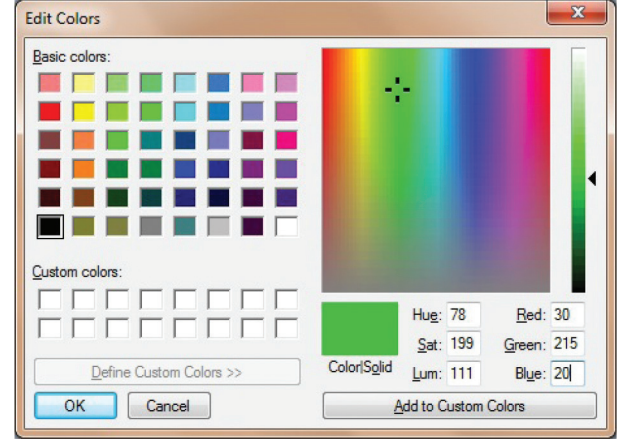 Edit Colors
Basic colors:
Custom colors:
Define Custom Colors >>
OK Cancel
Color|Solid
Hue: 78 Red: 30
Sat: 199 Green: 215
Lum: 111 Blue: 20
Add to Custom Colors